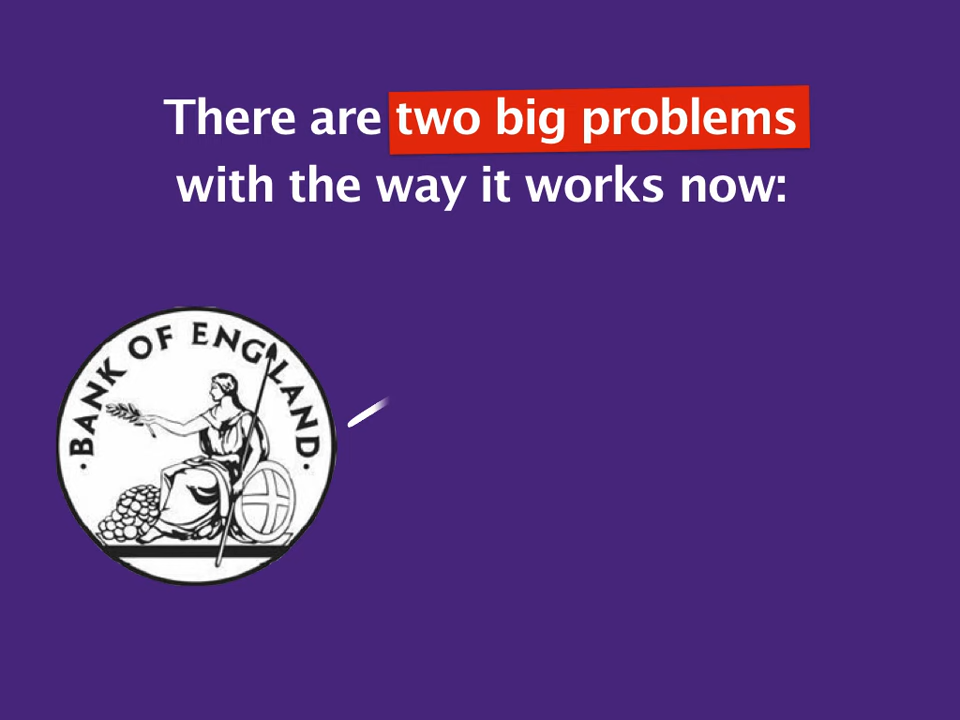 There are two big problems
with the way it works now:
· BANK OF ENGLAND ·